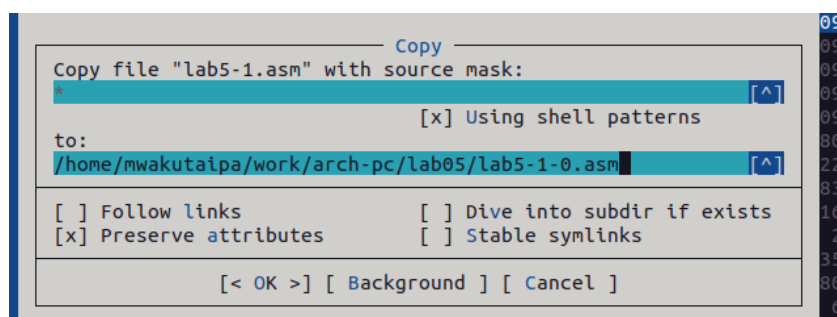 Copy
Copy file "lab5-1.asm" with source mask:
* [^]
[x] Using shell patterns
to:
/home/mwakutaipa/work/arch-pc/lab05/lab5-1-0.asm [^]
[ ] Follow links [ ] Dive into subdir if exists
[x] Preserve attributes [ ] Stable symlinks
[< OK >] [ Background ] [ Cancel ]